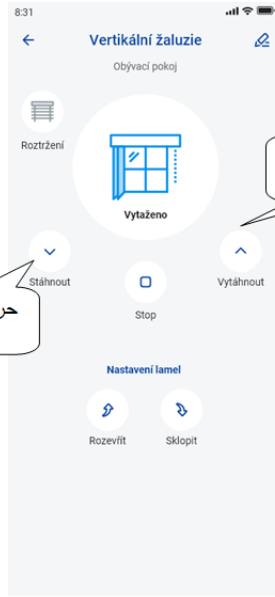 8:31
Vertikální žaluzie
Obývací pokoj
Roztržení
Vytaženo
Stáhnout
Vytáhnout
Stop
Nastavení lamel
Rozevřít
Sklopit